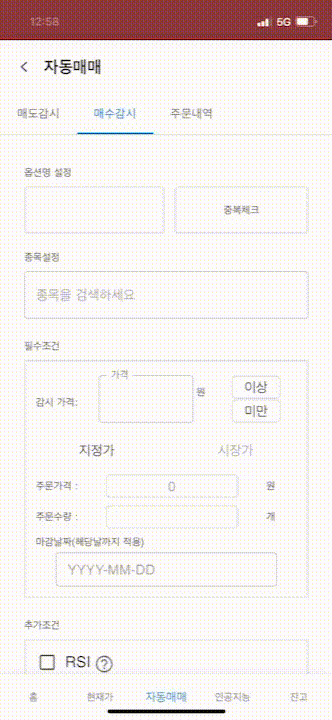 12:58 5G
자동매매
매도감시 매수감시 주문내역
옵션명 설정
중복체크
종목설정
종목을 검색하세요
필수조건
가격
감시 가격: 원 이상
미만
지정가 시장가
주문가격 : 0 원
주문수량 : 개
마감날짜(해당날까지 적용)
YYYY-MM-DD
추가조건
RSI ?
홈 현재가 자동매매 인공지능 잔고